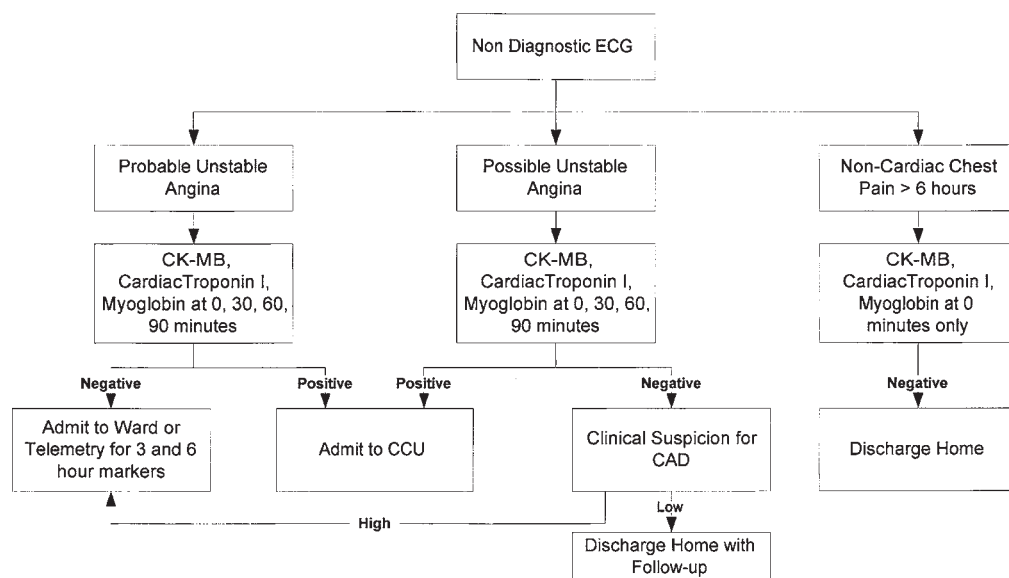 Non Diagnostic ECG
Probable Unstable
Angina
Possible Unstable
Angina
Non-Cardiac Chest
Pain > 6 hours
CK-MB,
CardiacTroponin I,
Myoglobin at 0, 30, 60,
90 minutes
CK-MB,
CardiacTroponin I,
Myoglobin at 0, 30, 60,
90 minutes
CK-MB,
CardiacTroponin I,
Myoglobin at 0
minutes only
Negative
Positive
Positive
Negative
Negative
Admit to Ward or
Telemetry for 3 and 6
hour markers
Admit to CCU
Clinical Suspicion for
CAD
Discharge Home
High
Low
Discharge Home with
Follow-up